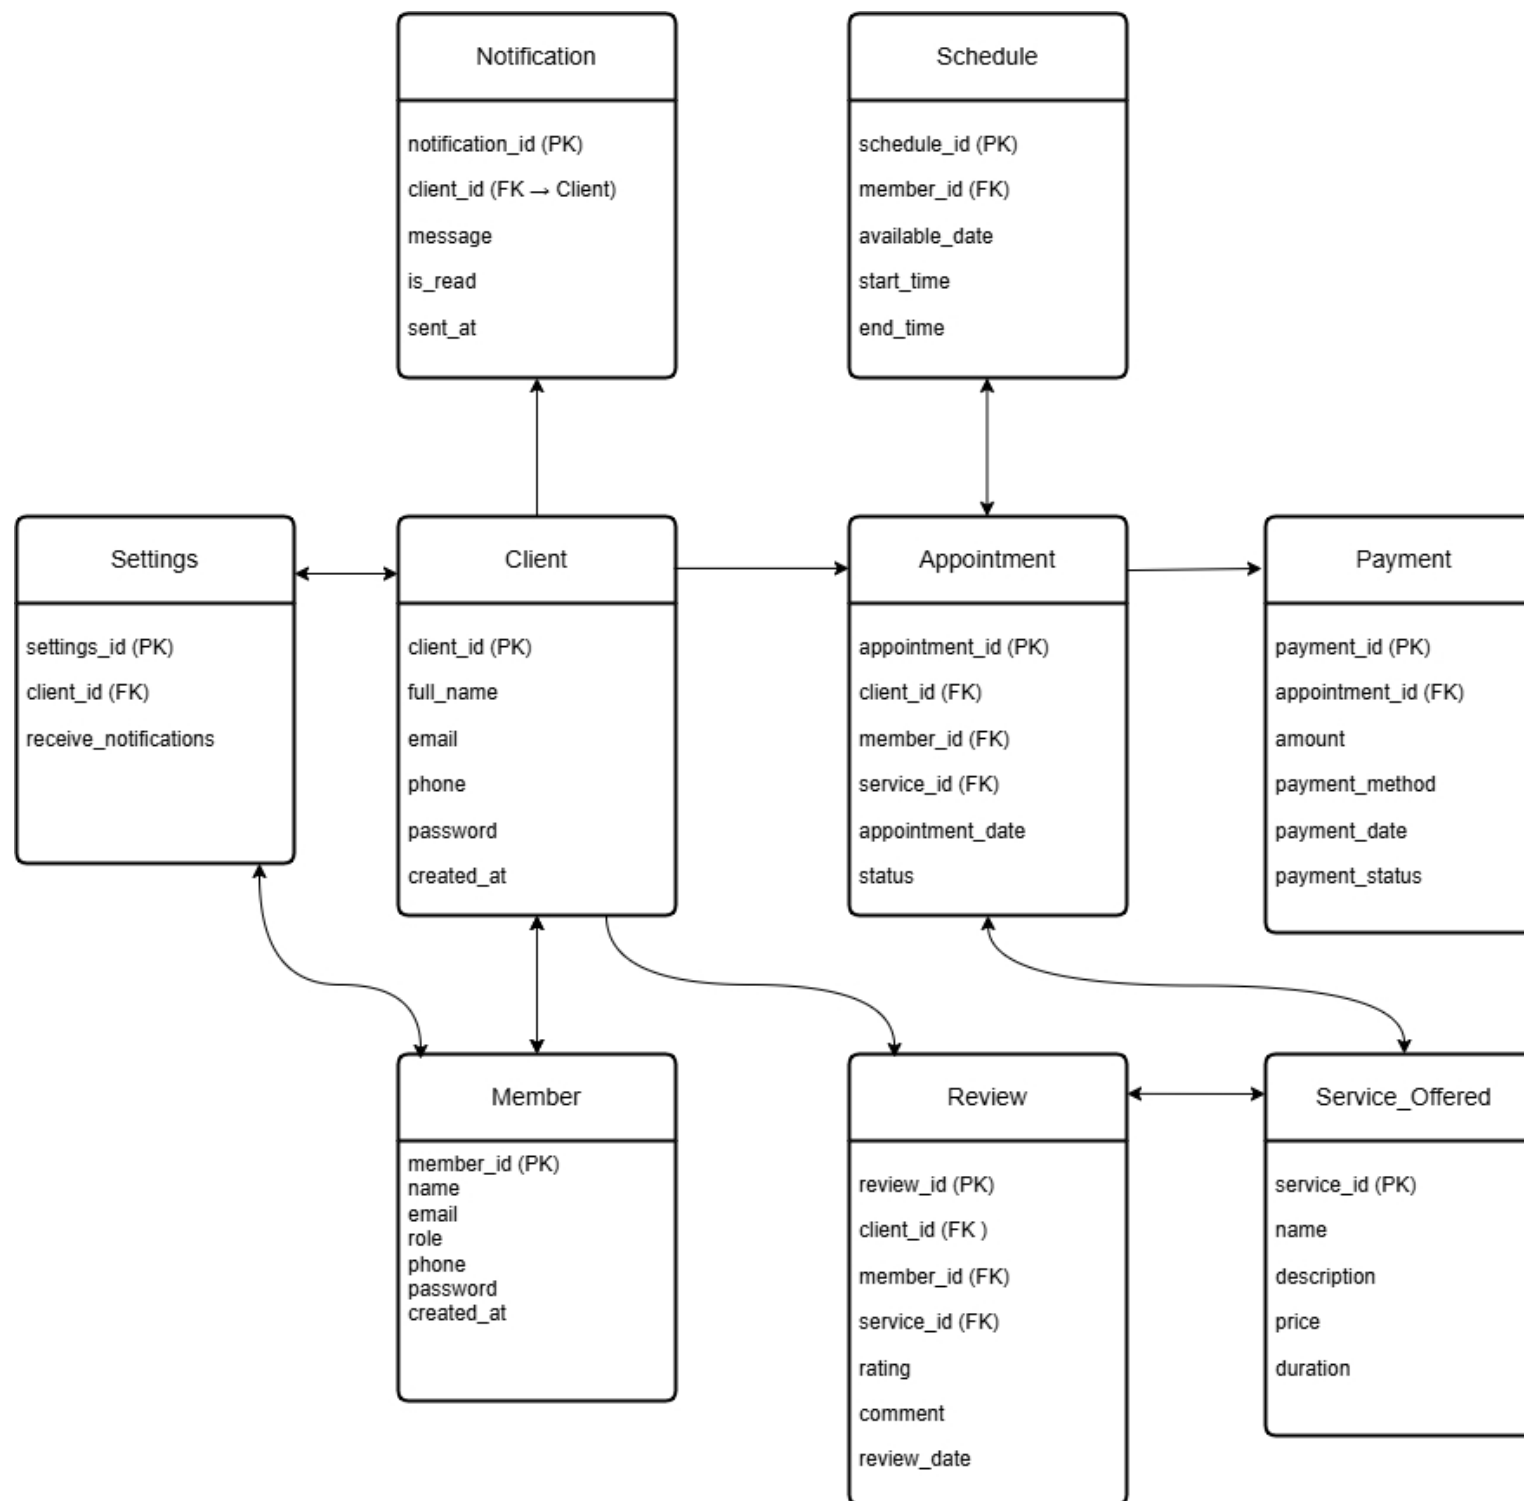 Notification
notification_id (PK)
client_id (FK → Client)
message
is_read
sent_at
Schedule
schedule_id (PK)
member_id (FK)
available_date
start_time
end_time
Settings
settings_id (PK)
client_id (FK)
receive_notifications
Client
client_id (PK)
full_name
email
phone
password
created_at
Appointment
appointment_id (PK)
client_id (FK)
member_id (FK)
service_id (FK)
appointment_date
status
Payment
payment_id (PK)
appointment_id (FK)
amount
payment_method
payment_date
payment_status
Member
member_id (PK)
name
email
role
phone
password
created_at
Review
review_id (PK)
client_id (FK )
member_id (FK)
service_id (FK)
rating
comment
review_date
Service_Offered
service_id (PK)
name
description
price
duration